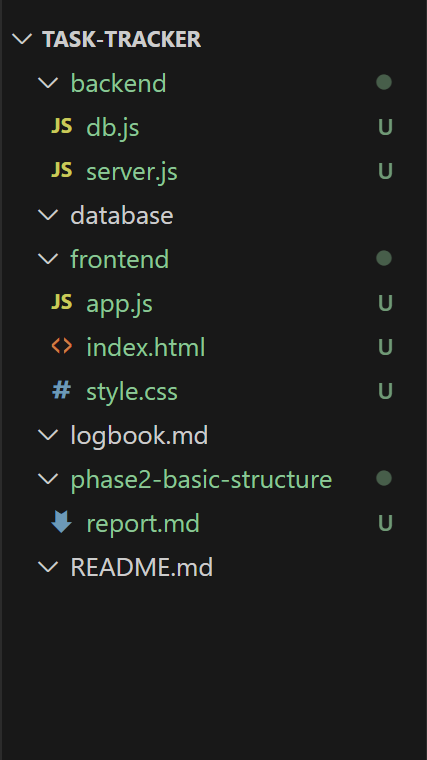 TASK-TRACKER
backend
JS db.js U
JS server.js U
database
frontend
JS app.js U
<> index.html U
# style.css U
logbook.md
phase2-basic-structure
report.md U
README.md